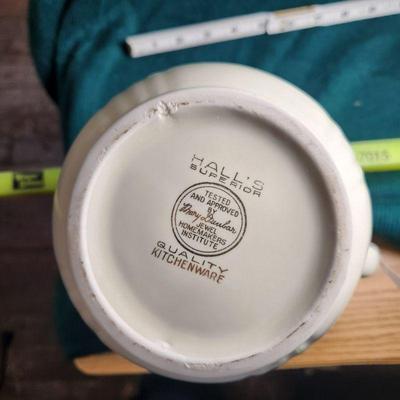 HALL'S
SUPERIOR
TESTED
AND APPROVED
BY
Mary Dunbar
JEWEL
HOMEMAKERS
INSTITUTE
QUALITY
KITCHENWARE